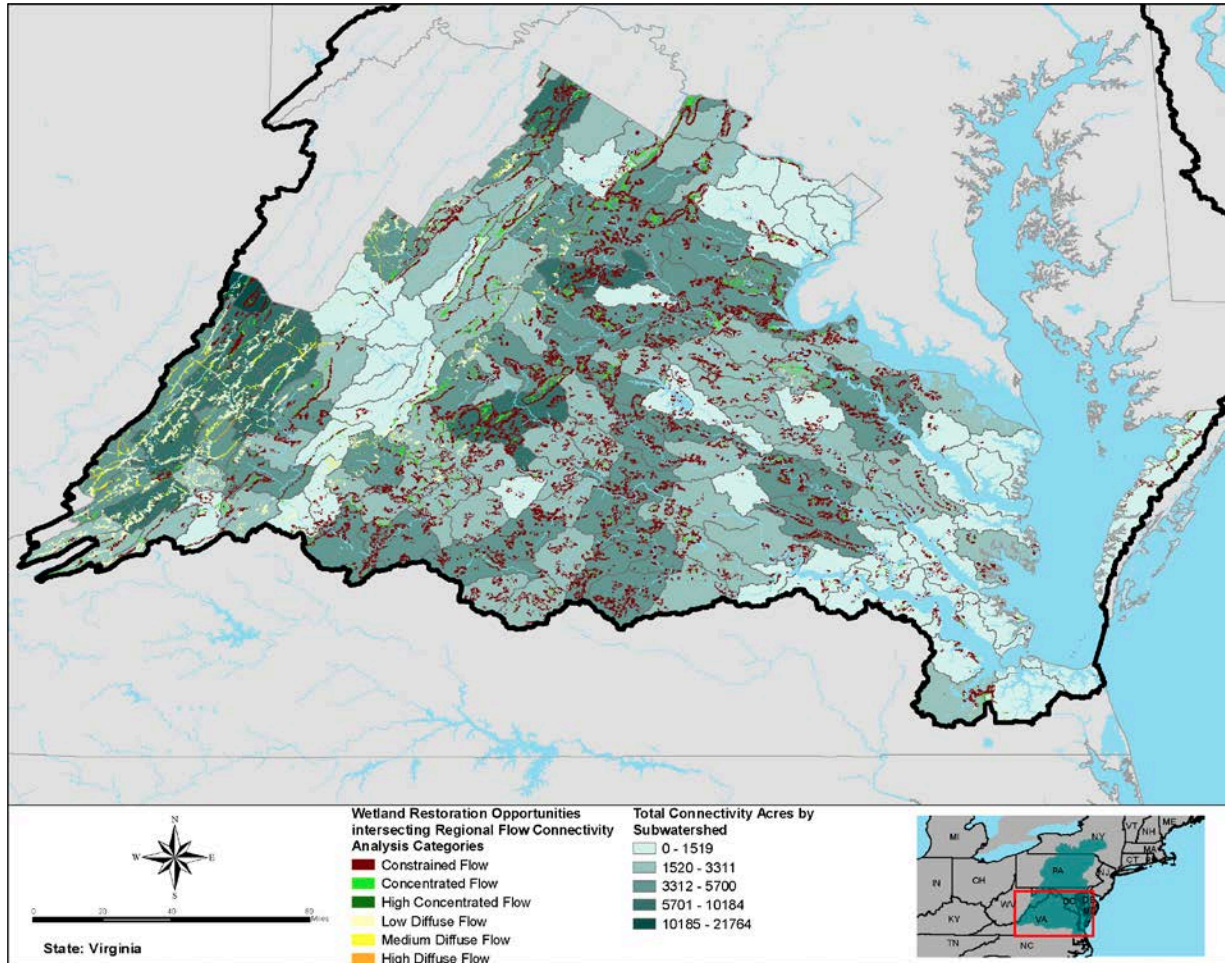 N
W
E
S
0
20
40
80
Miles
State: Virginia
Wetland Restoration Opportunities
intersecting Regional Flow Connectivity
Analysis Categories
Constrained Flow
Concentrated Flow
High Concentrated Flow
Low Diffuse Flow
Medium Diffuse Flow
High Diffuse Flow
Total Connectivity Acres by
Subwatershed
0 - 1519
1520 - 3311
3312 - 5700
5701 - 10184
10185 - 21764
MI
NY
VT
NH
ME
MA
CT
PA
NJ
OH
IN
WV
DC
KY
VA
TN
NC